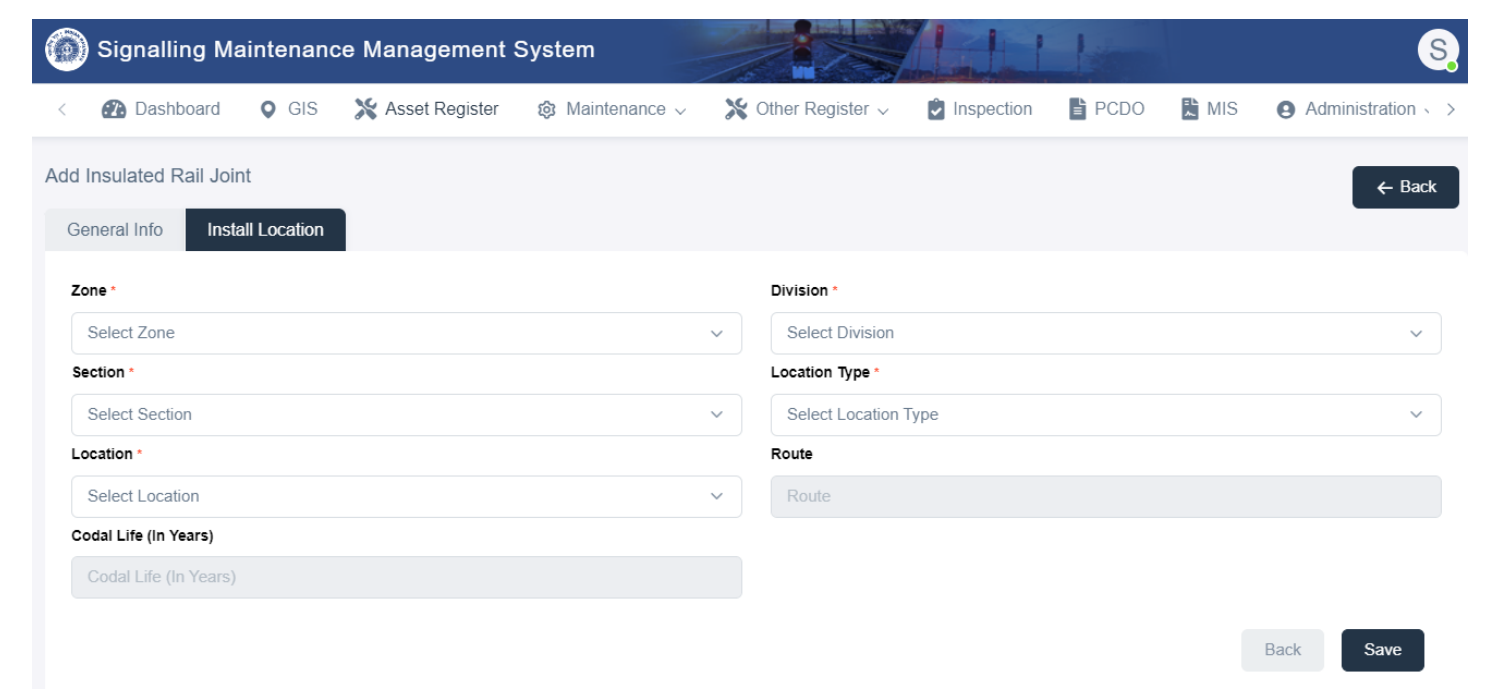 Signalling Maintenance Management System
S
Dashboard GIS Asset Register Maintenance Other Register Inspection PCDO MIS Administration
Add Insulated Rail Joint
← Back
General Info Install Location
Zone * Division *
Select Zone Select Division
Section * Location Type *
Select Section Select Location Type
Location * Route
Select Location Route
Codal Life (In Years)
Codal Life (In Years)
Back Save